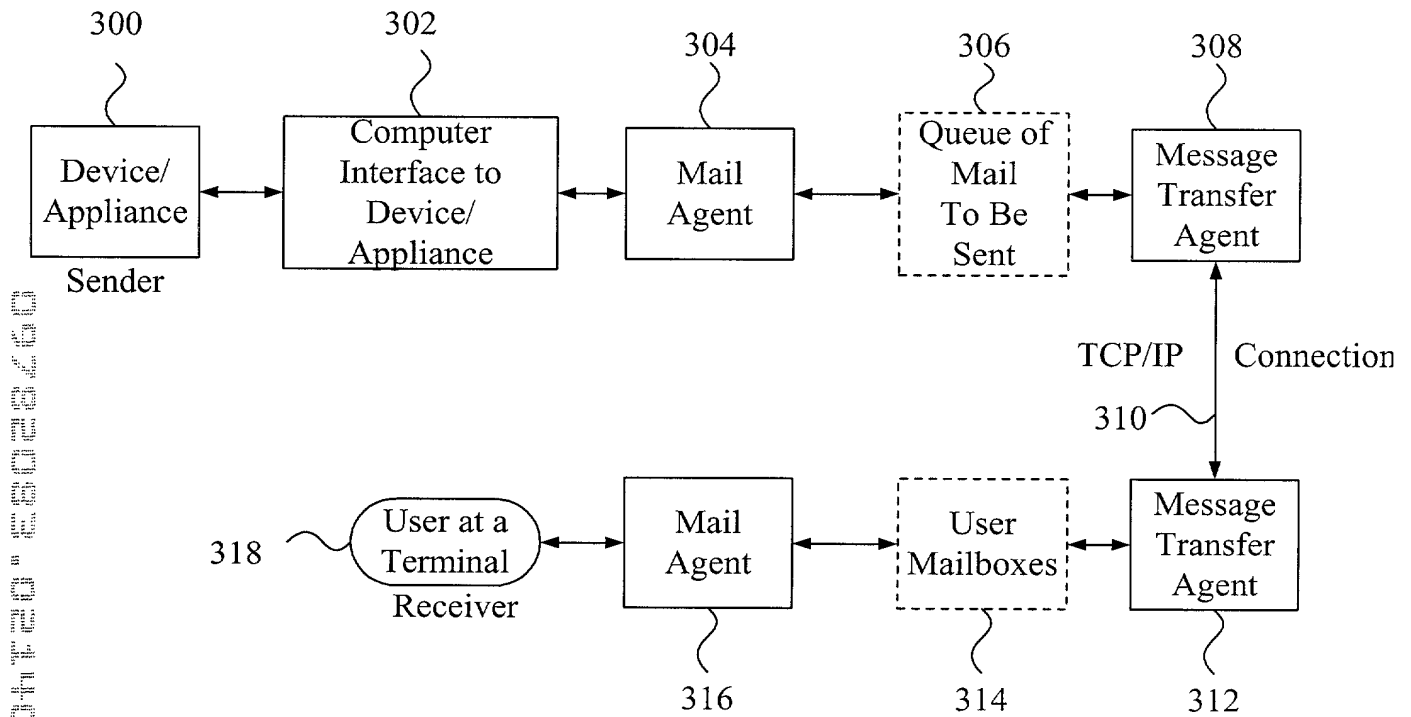 300
302
304
306
308
Device/
Appliance
Computer
Interface to
Device/
Appliance
Mail
Agent
Queue of
Mail
To Be
Sent
Message
Transfer
Agent
Sender
TCP/IP Connection
310
318
User at a
Terminal
Receiver
Mail
Agent
User
Mailboxes
Message
Transfer
Agent
316
314
312